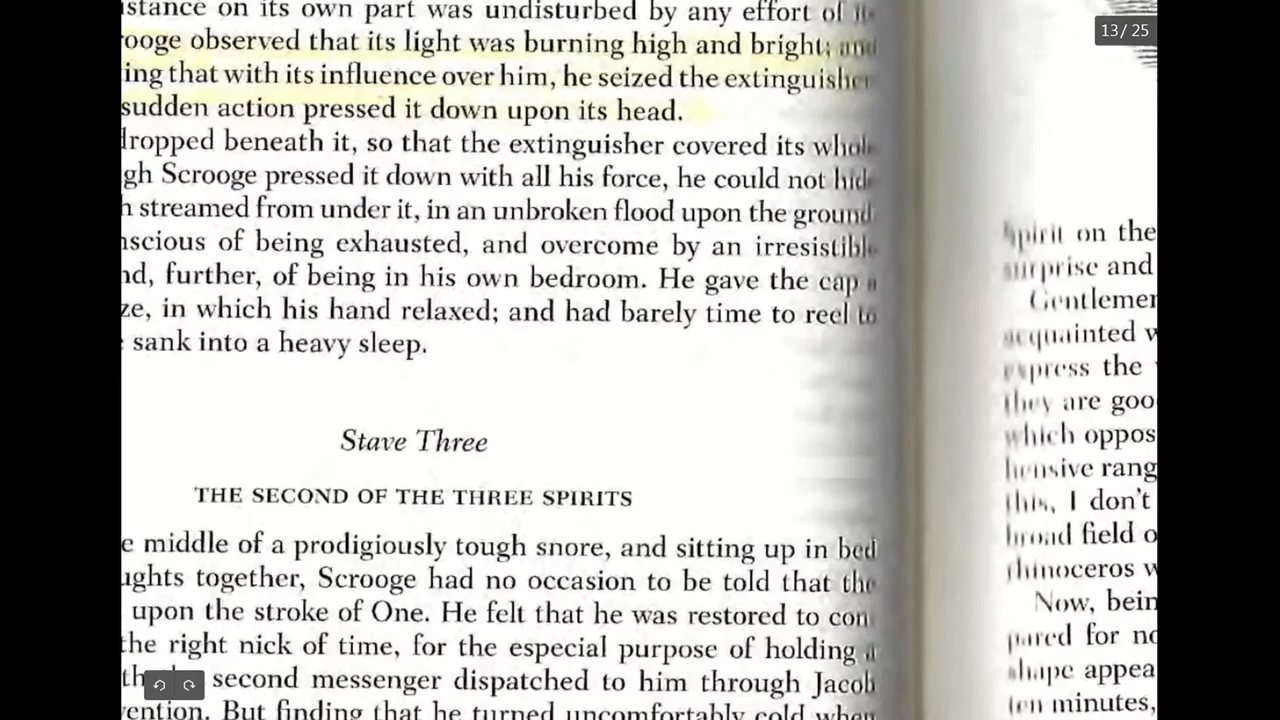 istance on its own part was undisturbed by any effort of
rooge observed that its light was burning high and bright; and
ing that with its influence over him, he seized the extinguisher
sudden action pressed it down upon its head.
dropped beneath it, so that the extinguisher covered its whole
gh Scrooge pressed it down with all his force, he could not hide
h streamed from under it, in an unbroken flood upon the ground
nscious of being exhausted, and overcome by an irresistible
nd, further, of being in his own bedroom. He gave the cap a
ze, in which his hand relaxed; and had barely time to reel to
sank into a heavy sleep.
Stave Three
THE SECOND OF THE THREE SPIRITS
e middle of a prodigiously tough snore, and sitting up in bed
ughts together, Scrooge had no occasion to be told that the
upon the stroke of One. He felt that he was restored to con
the right nick of time, for the especial purpose of holding a
th second messenger dispatched to him through Jacob
vention. But finding that he turned uncomfortably cold when
13/25
Spirit on the
surprise and
Gentlemen
acquainted w
express the
they are goo
which oppos
hensive rang
this, I don't
broad field o
rhinoceros w
Now, bein
pared for no
shape appea
ten minutes,